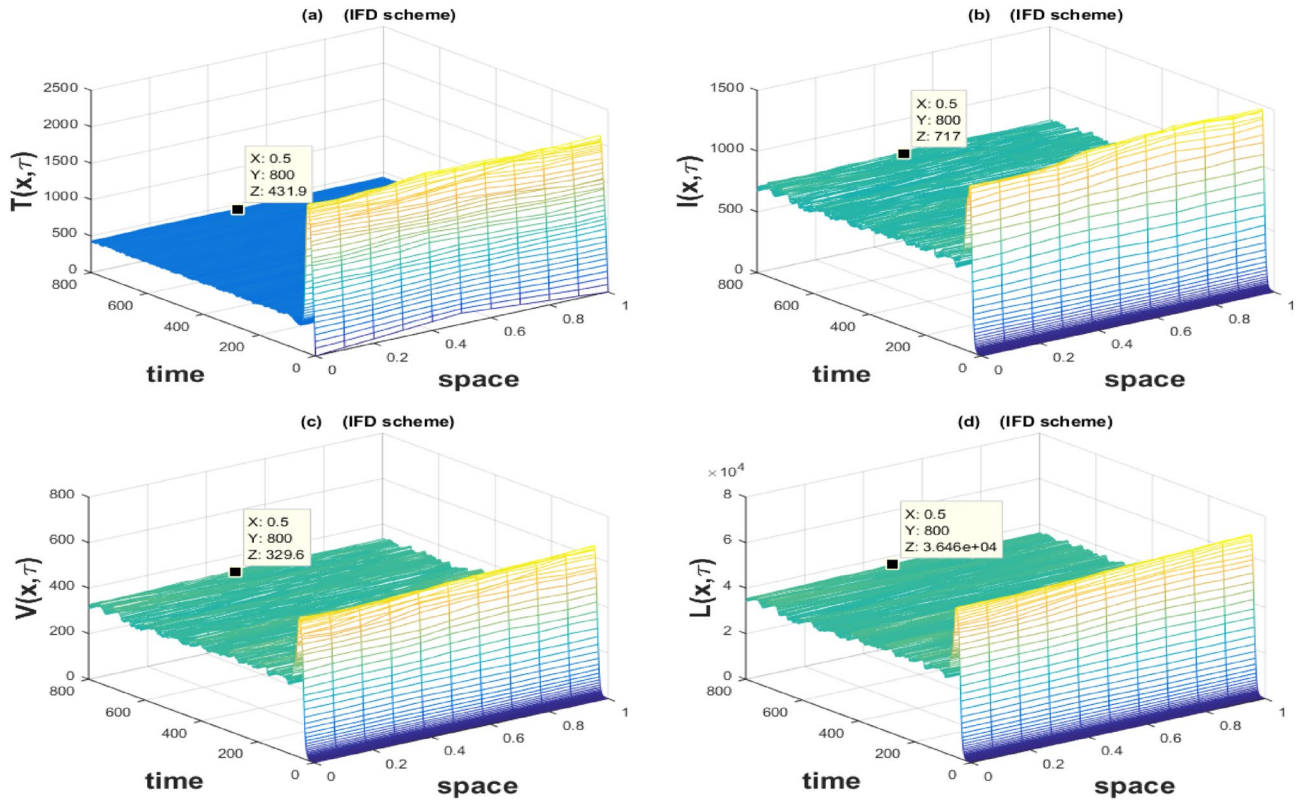 (a) (IFD scheme)
2500
2000
1500
1000
500
0
T(x,τ)
X: 0.5
Y: 800
Z: 431.9
800
600
400
200
0
time
0
0.2
0.4
0.6
0.8
1
space
(b) (IFD scheme)
1500
1000
500
0
I(x,τ)
X: 0.5
Y: 800
Z: 717
800
600
400
200
0
time
0
0.2
0.4
0.6
0.8
1
space
(c) (IFD scheme)
800
600
400
200
0
V(x,τ)
X: 0.5
Y: 800
Z: 329.6
800
600
400
200
0
time
0
0.2
0.4
0.6
0.8
1
space
(d) (IFD scheme)
× 10^4
8
6
4
2
0
L(x,τ)
X: 0.5
Y: 800
Z: 3.646e+04
800
600
400
200
0
time
0
0.2
0.4
0.6
0.8
1
space